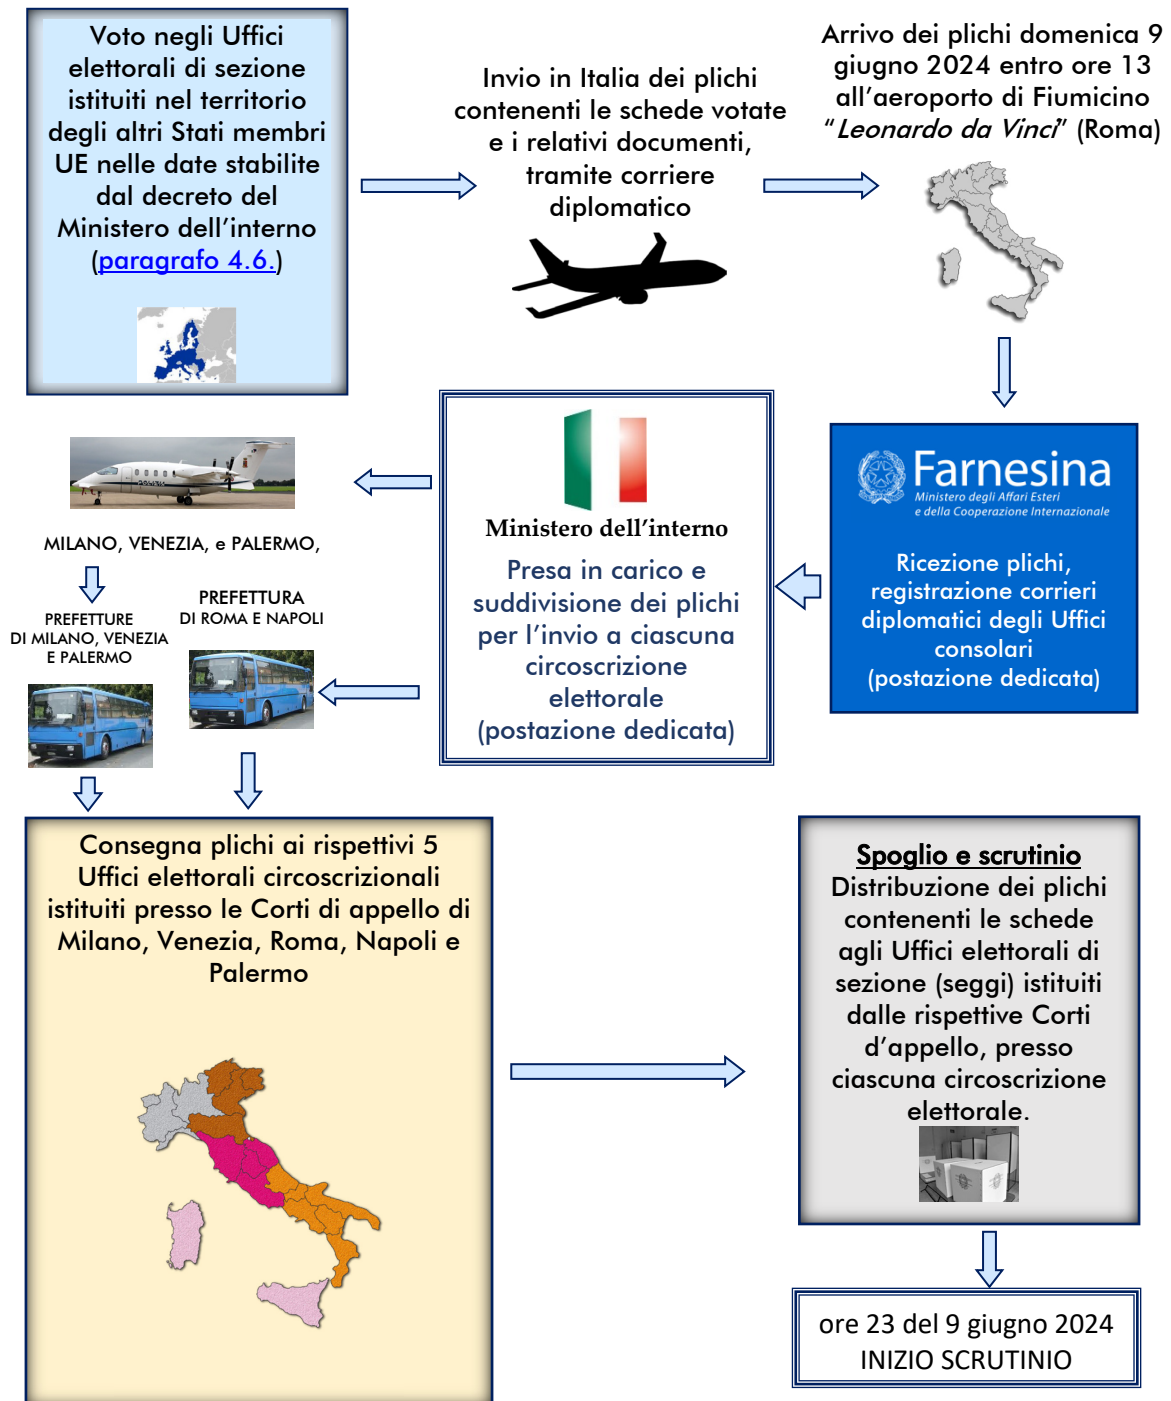 Voto negli Uffici
elettorali di sezione
istituiti nel territorio
degli altri Stati membri
UE nelle date stabilite
dal decreto del
Ministero dell'interno
(paragrafo 4.6.)
Invio in Italia dei plichi
contenenti le schede votate
e i relativi documenti,
tramite corriere
diplomatico
Arrivo dei plichi domenica 9
giugno 2024 entro ore 13
all'aeroporto di Fiumicino
"Leonardo da Vinci" (Roma)
Farnesina
Ministero degli Affari Esteri
e della Cooperazione Internazionale
Ricezione plichi,
registrazione corrieri
diplomatici degli Uffici
consolari
(postazione dedicata)
Ministero dell'interno
Presa in carico e
suddivisione dei plichi
per l'invio a ciascuna
circoscrizione
elettorale
(postazione dedicata)
MILANO, VENEZIA, e PALERMO,
PREFETTURE
DI MILANO, VENEZIA
E PALERMO
PREFETTURA
DI ROMA E NAPOLI
Consegna plichi ai rispettivi 5
Uffici elettorali circoscrizionali
istituiti presso le Corti di appello di
Milano, Venezia, Roma, Napoli e
Palermo
Spoglio e scrutinio
Distribuzione dei plichi
contenenti le schede
agli Uffici elettorali di
sezione (seggi) istituiti
dalle rispettive Corti
d'appello, presso
ciascuna circoscrizione
elettorale.
ore 23 del 9 giugno 2024
INIZIO SCRUTINIO